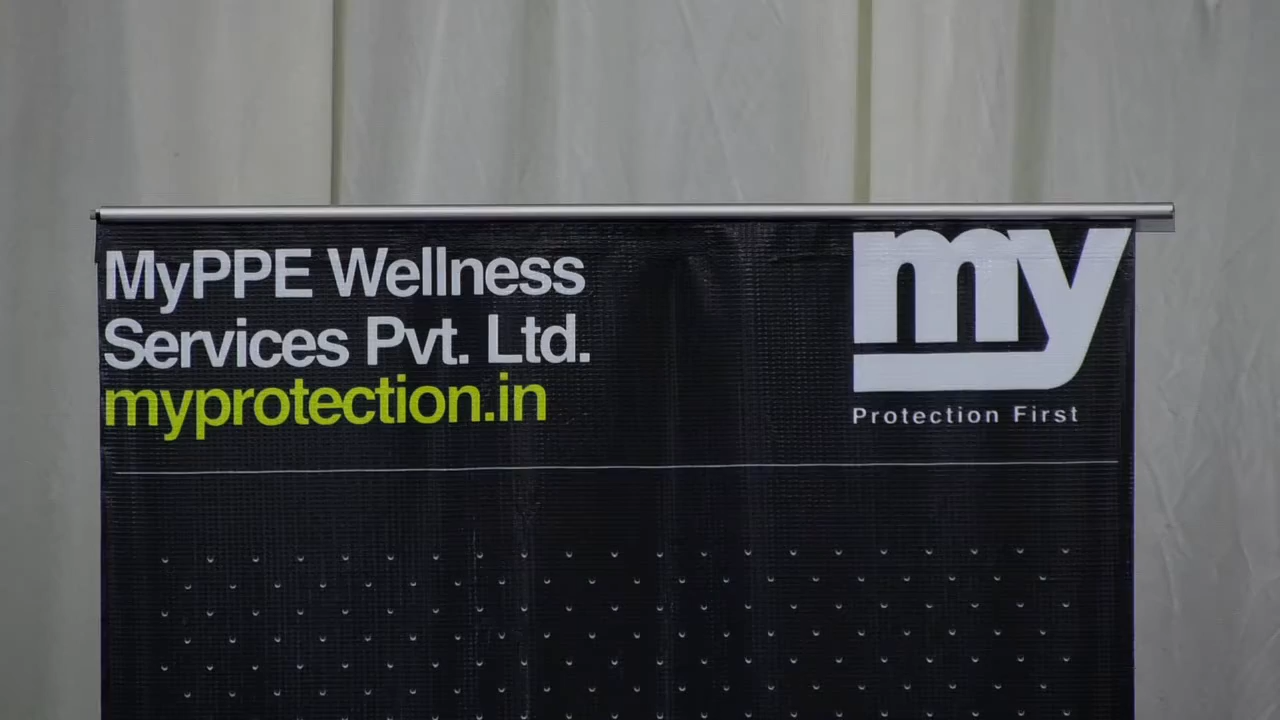 MyPPE Wellness
Services Pvt. Ltd.
myprotection.in
my
Protection First